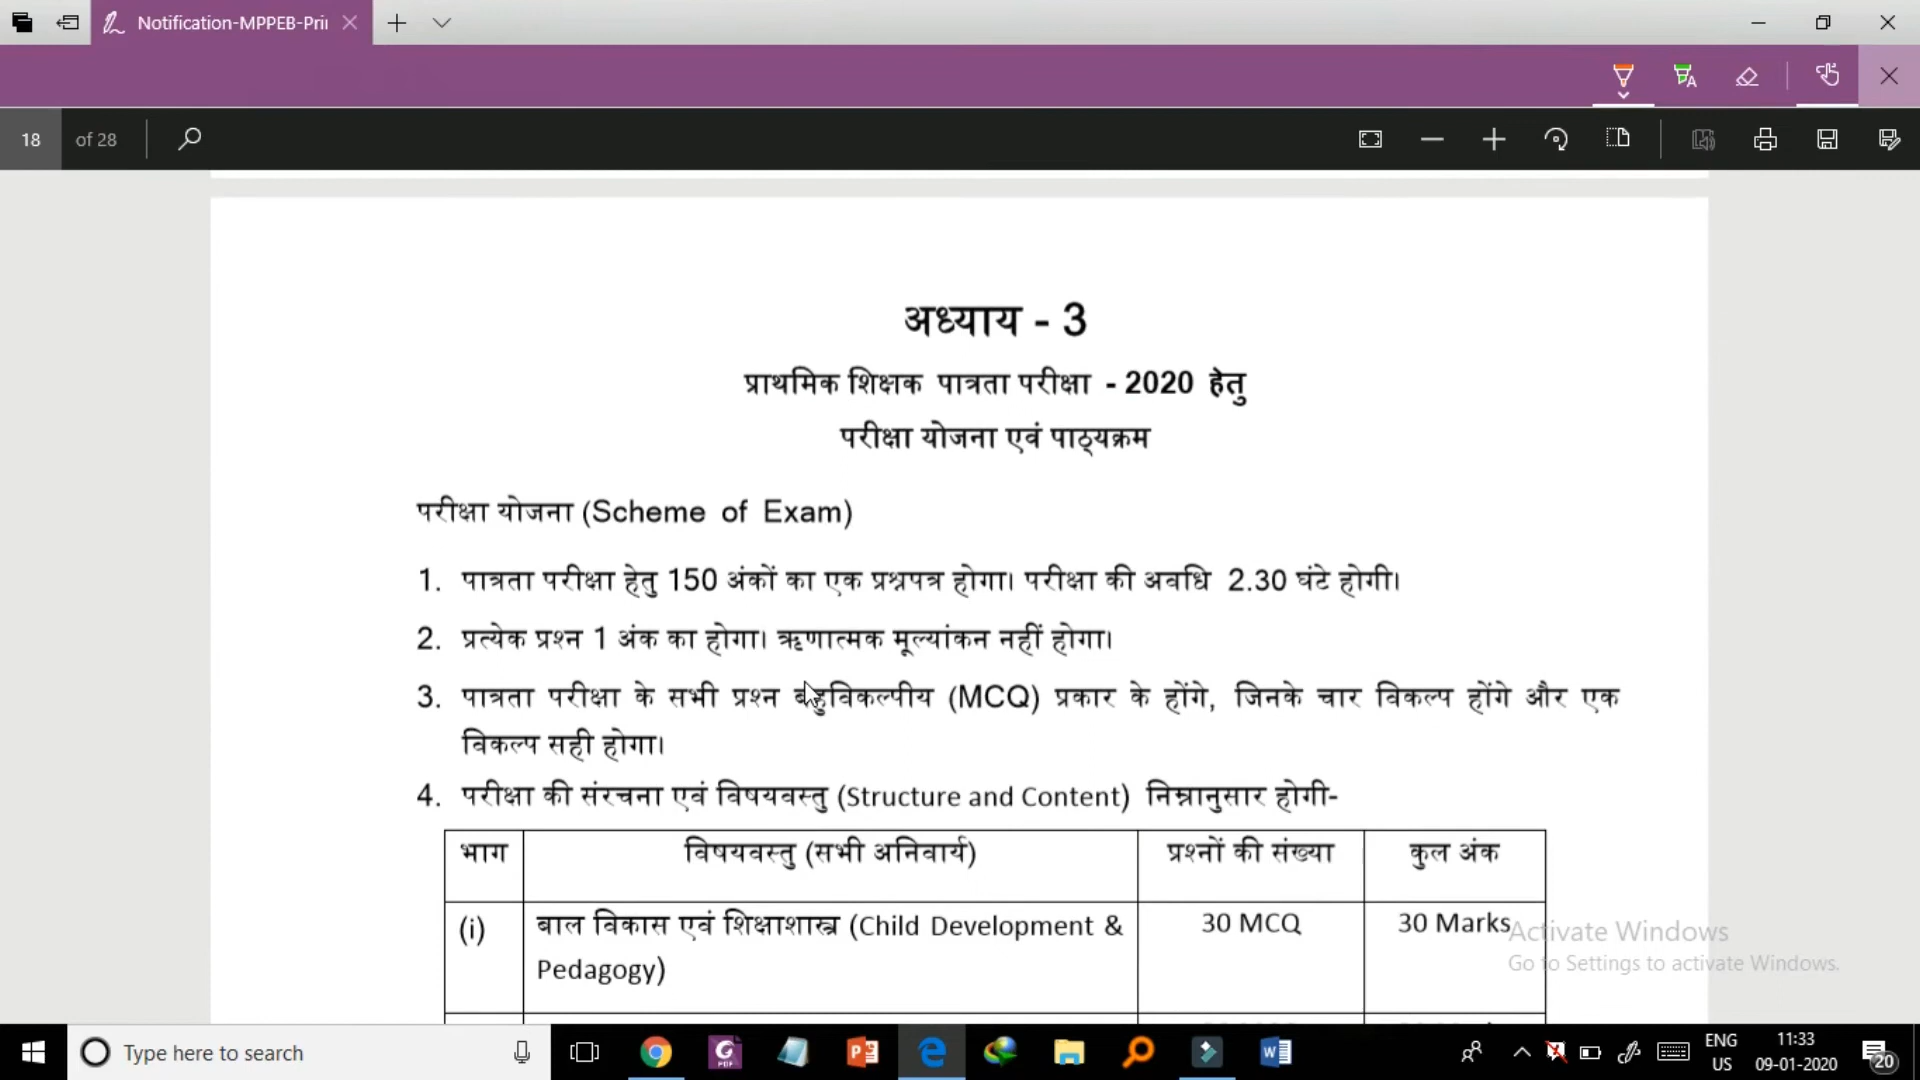 Notification-MPPEB-Pri
18 of 28
अध्याय - 3
प्राथमिक शिक्षक पात्रता परीक्षा - 2020 हेतु
परीक्षा योजना एवं पाठ्यक्रम
परीक्षा योजना (Scheme of Exam)
1. पात्रता परीक्षा हेतु 150 अंकों का एक प्रश्नपत्र होगा। परीक्षा की अवधि 2.30 घंटे होगी।
2. प्रत्येक प्रश्न 1 अंक का होगा। ऋणात्मक मूल्यांकन नहीं होगा।
3. पात्रता परीक्षा के सभी प्रश्न बहुविकल्पीय (MCQ) प्रकार के होंगे, जिनके चार विकल्प होंगे और एक
विकल्प सही होगा।
4. परीक्षा की संरचना एवं विषयवस्तु (Structure and Content) निम्नानुसार होगी-
भाग विषयवस्तु (सभी अनिवार्य) प्रश्नों की संख्या कुल अंक
(i) बाल विकास एवं शिक्षाशास्त्र (Child Development & 30 MCQ 30 Marks
Pedagogy)
Activate Windows
Go to Settings to activate Windows.
Type here to search
ENG
US
11:33
09-01-2020
20